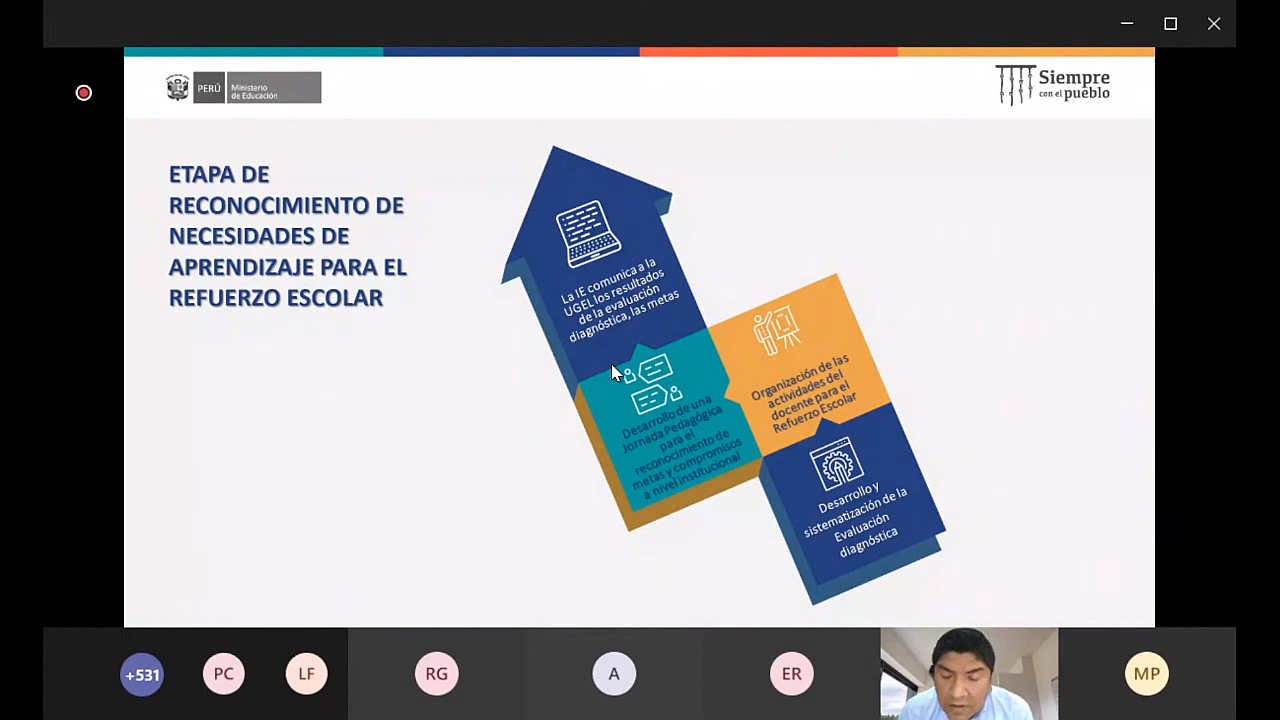 PERÚ
Ministerio
de Educación
Siempre
con el pueblo
ETAPA DE
RECONOCIMIENTO DE
NECESIDADES DE
APRENDIZAJE PARA EL
REFUERZO ESCOLAR
La IE comunica a la
UGEL los resultados
de la evaluación
diagnóstica, las metas
Desarrollo de una
Jornada Pedagógica
para el
reconocimiento de
metas y compromisos
a nivel institucional
Organización de las
actividades del
docente para el
Refuerzo Escolar
Desarrollo y
sistematización de la
Evaluación
diagnóstica
+531
PC
LF
RG
A
ER
MP